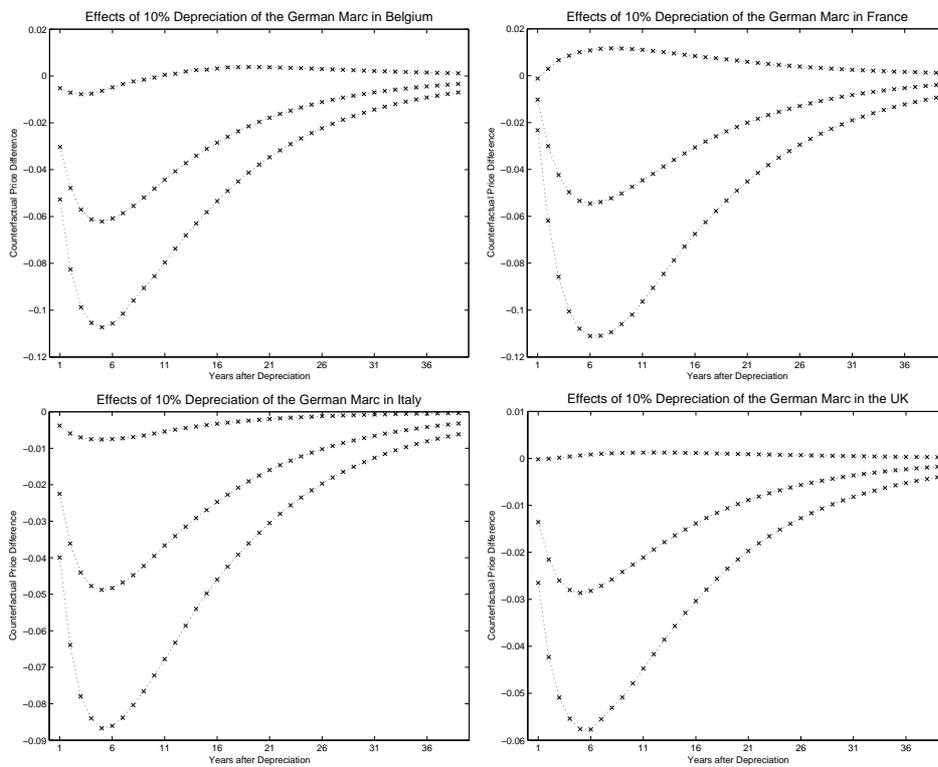 Effects of 10% Depreciation of the German Marc in Belgium
0.02
0
−0.02
−0.04
−0.06
−0.08
−0.1
−0.12
Counterfactual Price Difference
1 6 11 16 21 26 31 36
Years after Depreciation
Effects of 10% Depreciation of the German Marc in France
0.02
0
−0.02
−0.04
−0.06
−0.08
−0.1
−0.12
Counterfactual Price Difference
1 6 11 16 21 26 31 36
Years after Depreciation
Effects of 10% Depreciation of the German Marc in Italy
0
−0.01
−0.02
−0.03
−0.04
−0.05
−0.06
−0.07
−0.08
−0.09
Counterfactual Price Difference
1 6 11 16 21 26 31 36
Years after Depreciation
Effects of 10% Depreciation of the German Marc in the UK
0.01
0
−0.01
−0.02
−0.03
−0.04
−0.05
−0.06
Counterfactual Price Difference
1 6 11 16 21 26 31 36
Years after Depreciation